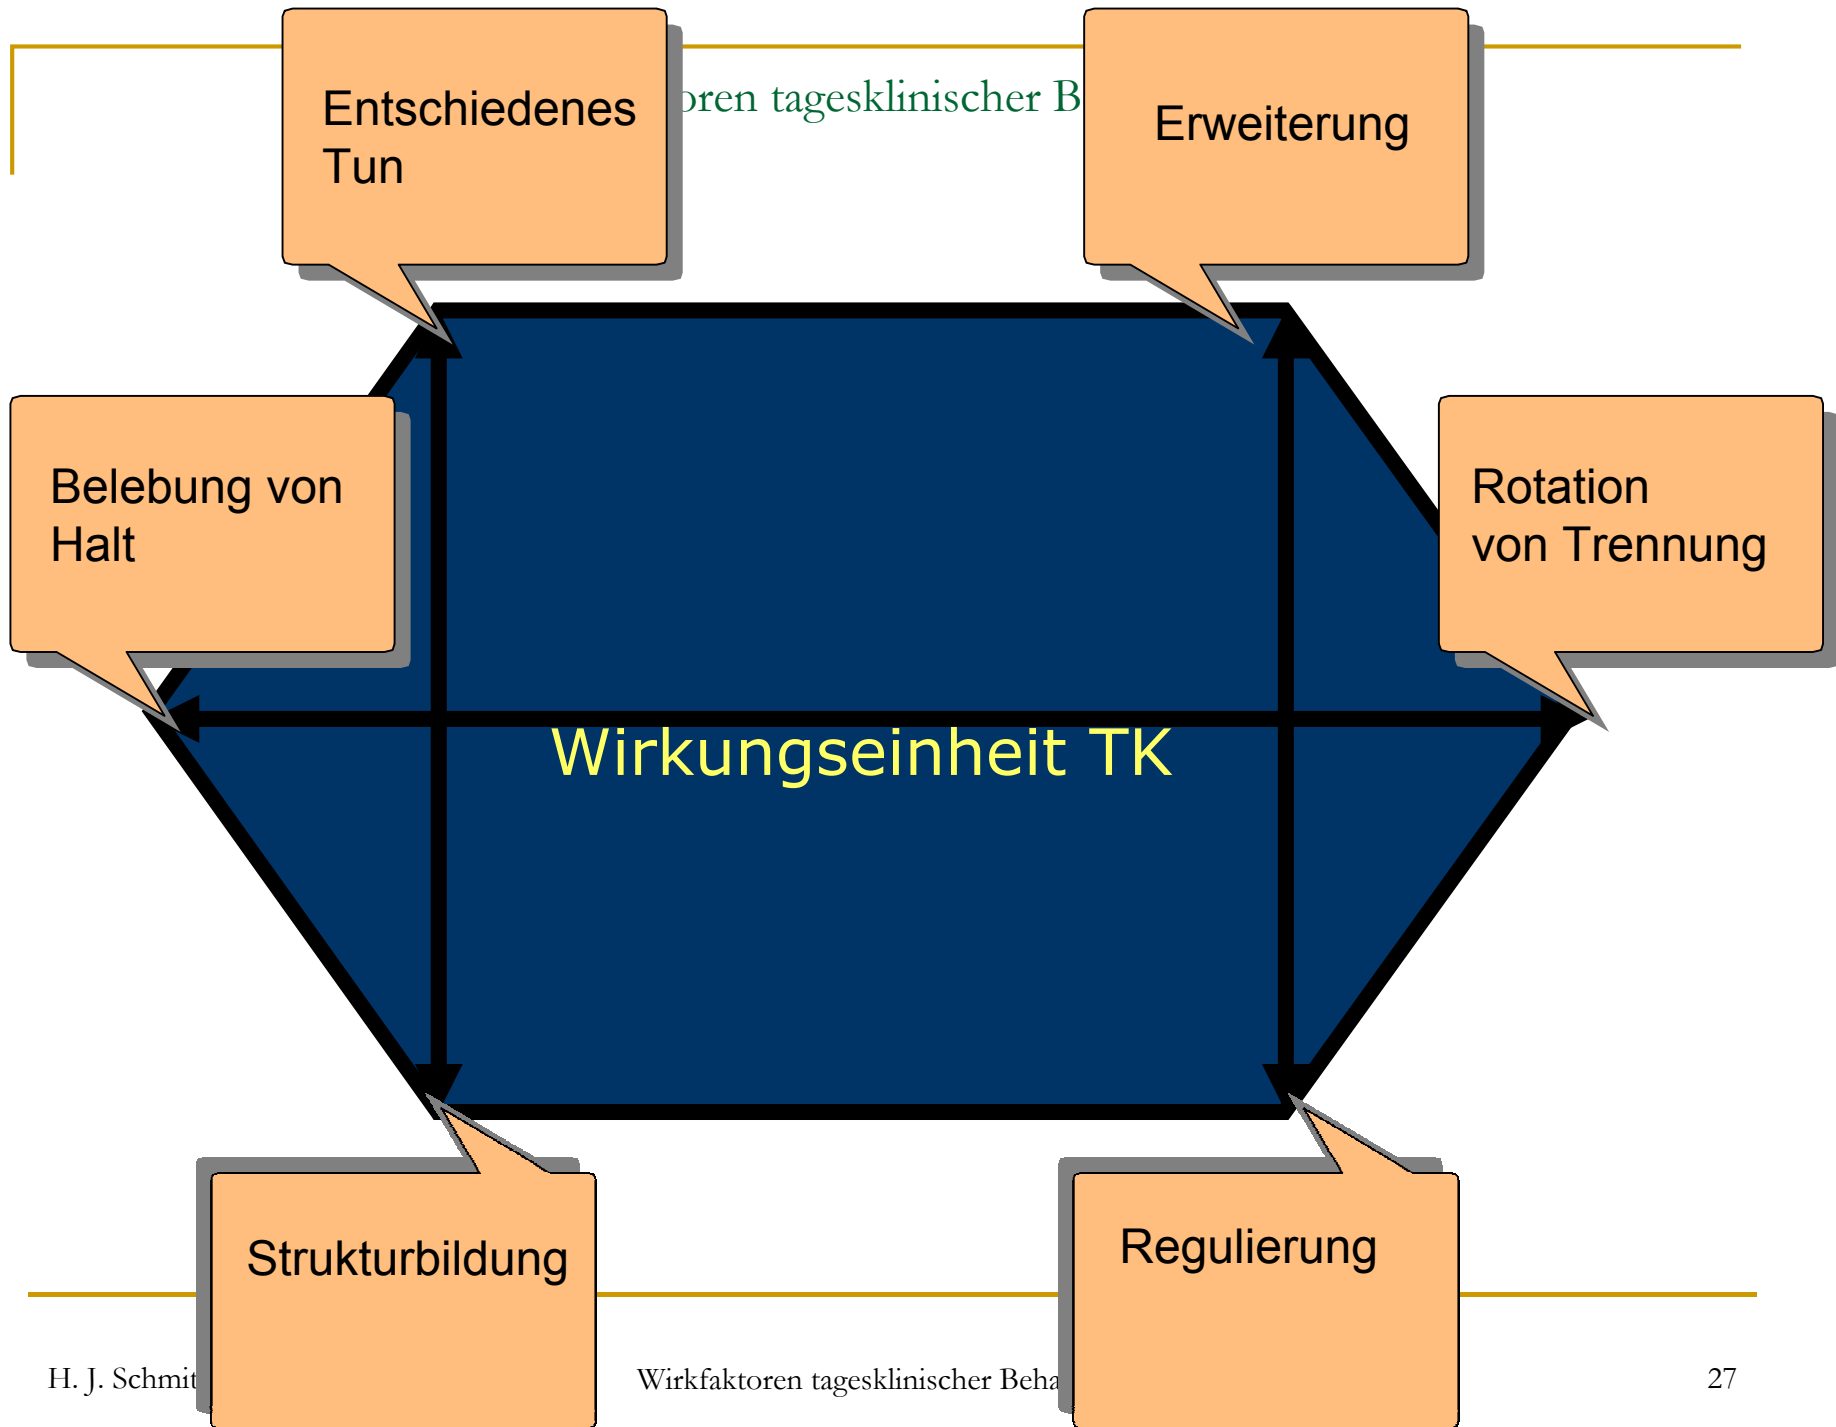 Entschiedenes
Tun
oren tagesklinischer B
Erweiterung
Belebung von
Halt
Rotation
von Trennung
Wirkungseinheit TK
Strukturbildung
Regulierung
H. J. Schmit
Wirkfaktoren tagesklinischer Beha
27